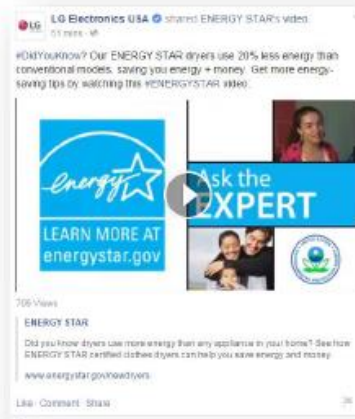 LG Electronics USA shared ENERGY STAR's video.
51 mins
#DidYouKnow? Our ENERGY STAR dryers use 20% less energy than
conventional models, saving you energy + money. Get more energy-
saving tips by watching this #ENERGYSTAR video:
energy
LEARN MORE AT
energystar.gov
Ask the
EXPERT
706 Views
ENERGY STAR
Did you know dryers use more energy than any appliance in your home? See how
ENERGY STAR certified clothes dryers can help you save energy and money.
www.energystar.gov/newdryers
Like · Comment · Share